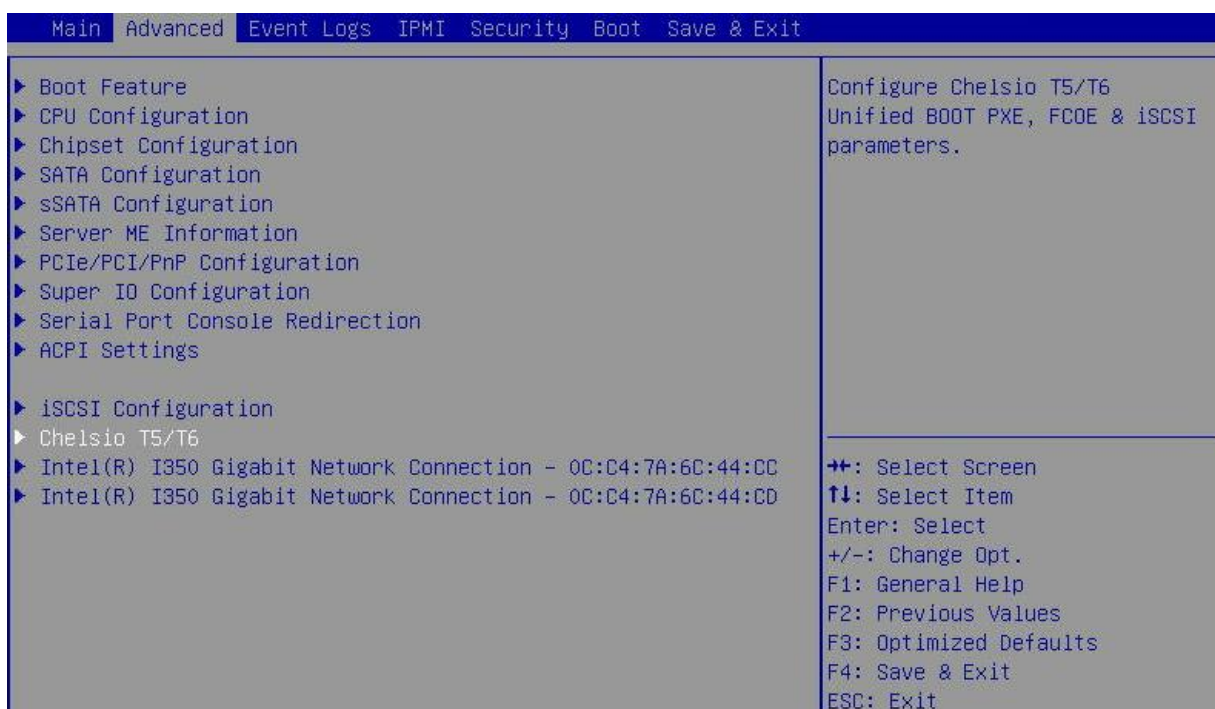 Main Advanced Event Logs IPMI Security Boot Save & Exit
Boot Feature
CPU Configuration
Chipset Configuration
SATA Configuration
sSATA Configuration
Server ME Information
PCIe/PCI/PnP Configuration
Super IO Configuration
Serial Port Console Redirection
ACPI Settings
iSCSI Configuration
Chelsio T5/T6
Intel(R) I350 Gigabit Network Connection - 0C:C4:7A:6C:44:CC
Intel(R) I350 Gigabit Network Connection - 0C:C4:7A:6C:44:CD
Configure Chelsio T5/T6
Unified BOOT PXE, FCOE & iSCSI
parameters.
→←: Select Screen
↑↓: Select Item
Enter: Select
+/-: Change Opt.
F1: General Help
F2: Previous Values
F3: Optimized Defaults
F4: Save & Exit
ESC: Exit